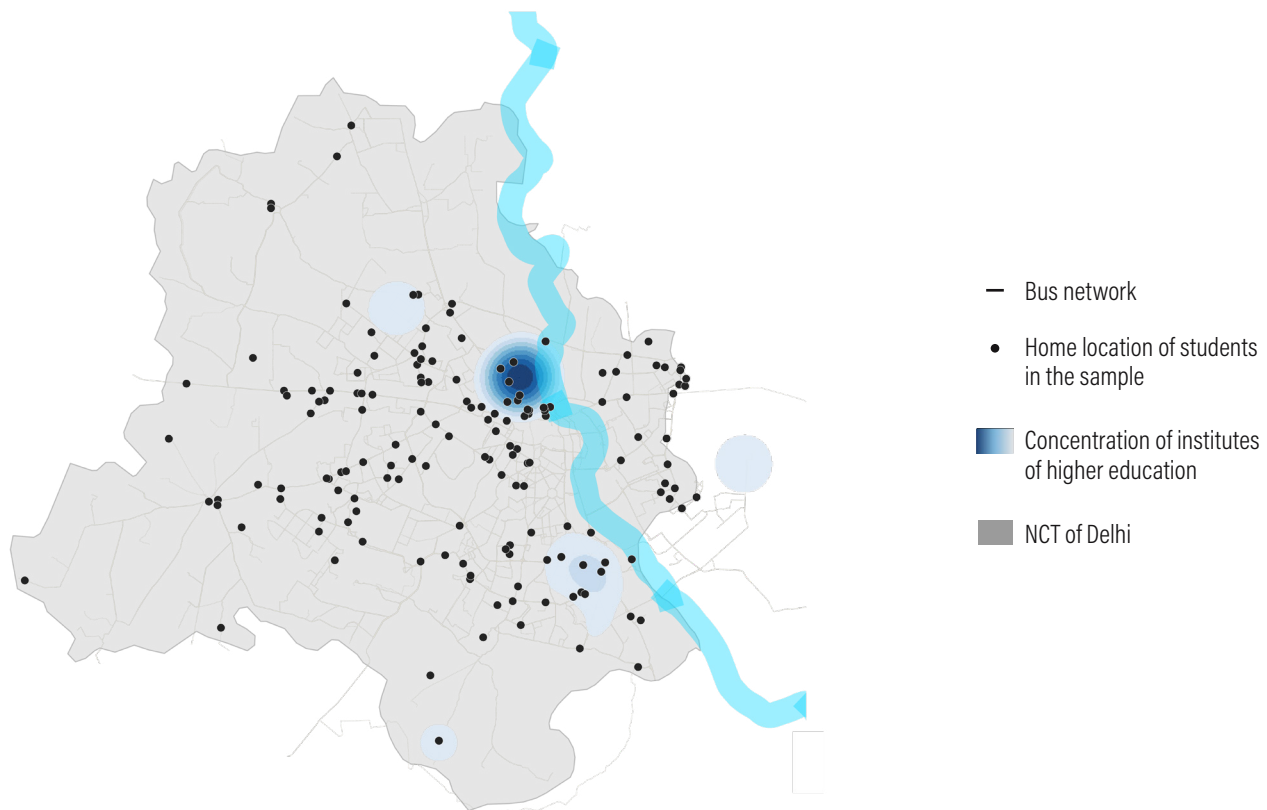 Bus network
Home location of students
in the sample
Concentration of institutes
of higher education
NCT of Delhi